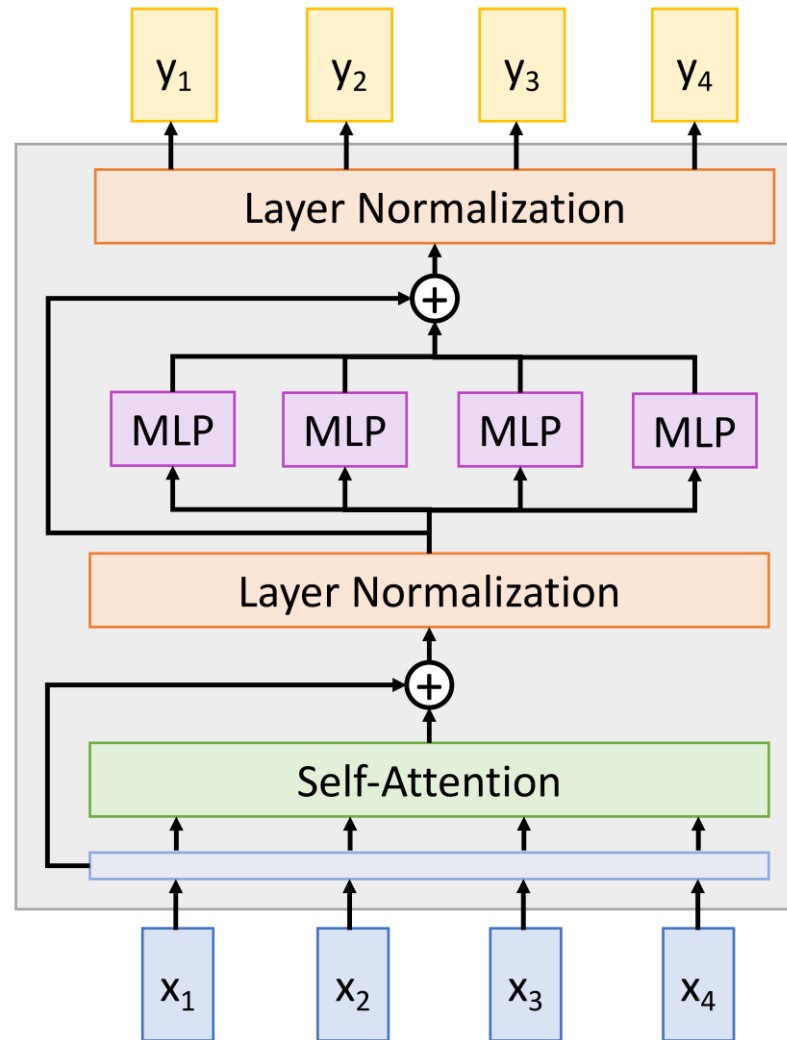 y₁ y₂ y₃ y₄
Layer Normalization
+
MLP MLP MLP MLP
Layer Normalization
+
Self-Attention
x₁ x₂ x₃ x₄